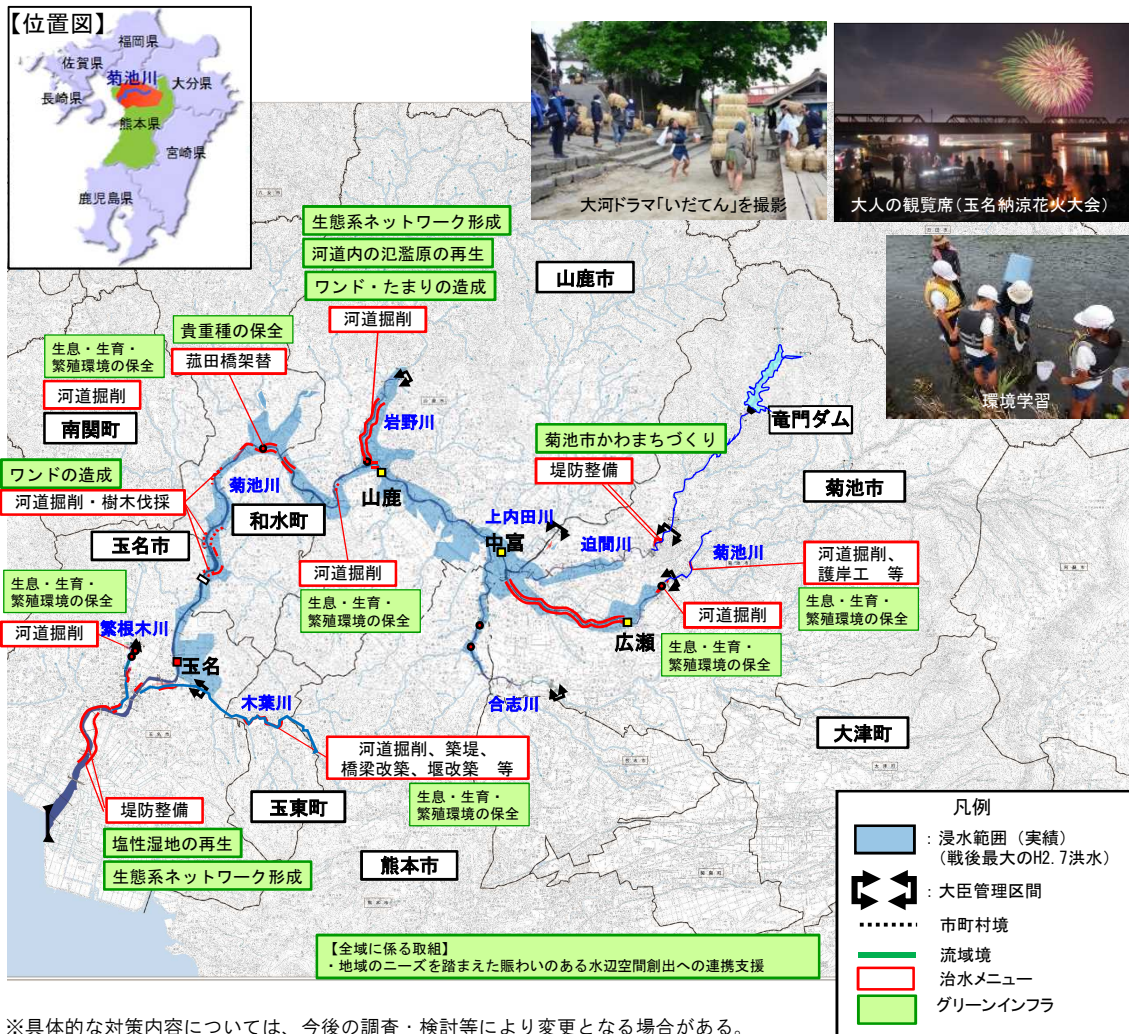 【位置図】
福岡県
佐賀県
菊池川
大分県
長崎県
熊本県
宮崎県
鹿児島県
大河ドラマ「いだてん」を撮影
大人の観覧席(玉名納涼花火大会)
環境学習
生態系ネットワーク形成
河道内の氾濫原の再生
ワンド・たまりの造成
河道掘削
山鹿市
貴重種の保全
菰田橋架替
生息・生育・
繁殖環境の保全
河道掘削
南関町
岩野川
竜門ダム
菊池市かわまちづくり
堤防整備
菊池市
ワンドの造成
河道掘削・樹木伐採
菊池川
和水町
山鹿
上内田川
中富
迫間川
菊池川
玉名市
河道掘削
生息・生育・
繁殖環境の保全
河道掘削、
護岸工 等
生息・生育・
繁殖環境の保全
河道掘削
生息・生育・
繁殖環境の保全
広瀬
生息・生育・
繁殖環境の保全
河道掘削
繁根木川
玉名
木葉川
合志川
大津町
河道掘削、築堤、
橋梁改築、堰改築 等
生息・生育・
繁殖環境の保全
玉東町
堤防整備
塩性湿地の再生
生態系ネットワーク形成
熊本市
【全域に係る取組】
・地域のニーズを踏まえた賑わいのある水辺空間創出への連携支援
凡例
：浸水範囲（実績）
（戦後最大のH2.7洪水）
：大臣管理区間
市町村境
流域境
治水メニュー
グリーンインフラ
※具体的な対策内容については、今後の調査・検討等により変更となる場合がある。